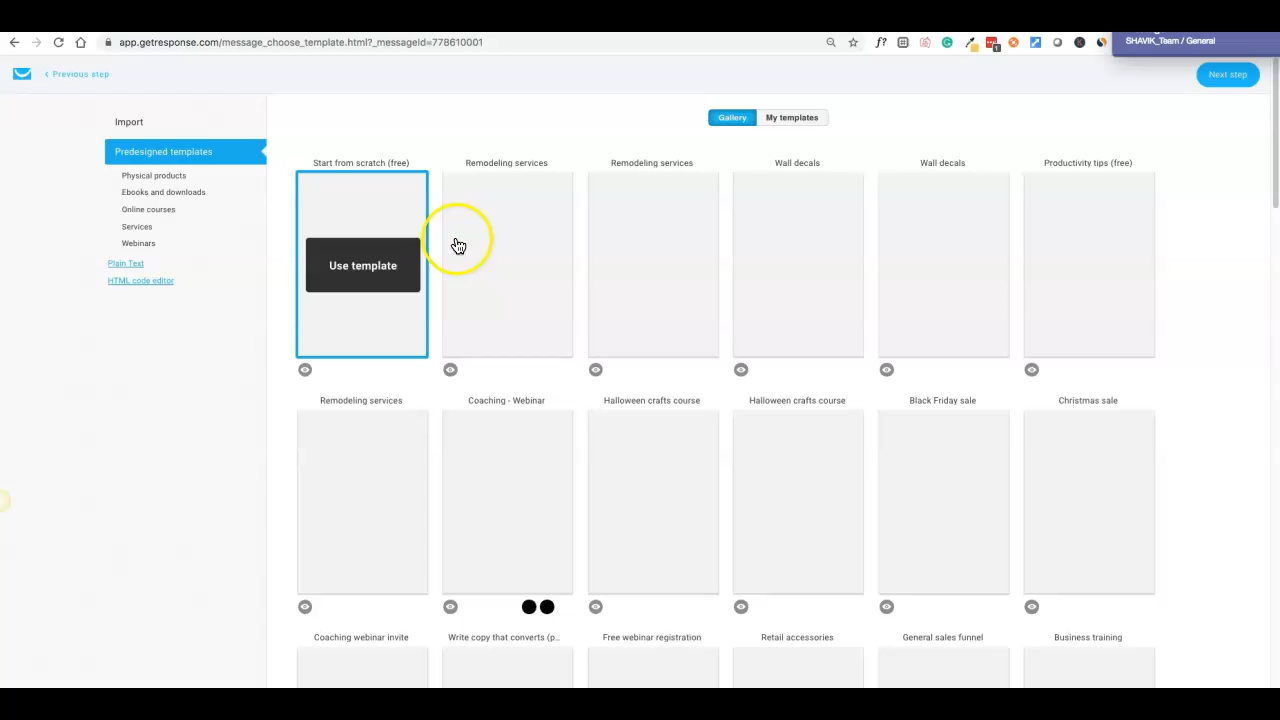 app.getresponse.com/message_choose_template.html?_messageId=778610001
f?
1
SHAVIK_Team / General
Previous step
Next step
Import
Gallery
My templates
Predesigned templates
Physical products
Ebooks and downloads
Online courses
Services
Webinars
Plain Text
HTML code editor
Start from scratch (free)
Remodeling services
Remodeling services
Wall decals
Wall decals
Productivity tips (free)
Use template
Remodeling services
Coaching - Webinar
Halloween crafts course
Halloween crafts course
Black Friday sale
Christmas sale
Coaching webinar invite
Write copy that converts (p...
Free webinar registration
Retail accessories
General sales funnel
Business training